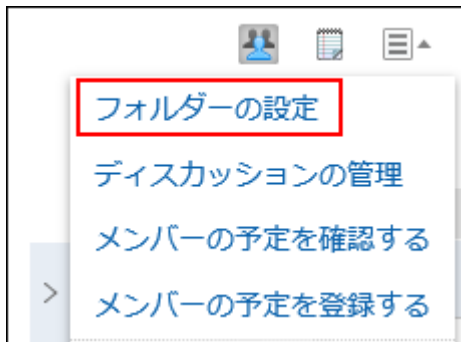 フォルダーの設定
ディスカッションの管理
メンバーの予定を確認する
メンバーの予定を登録する